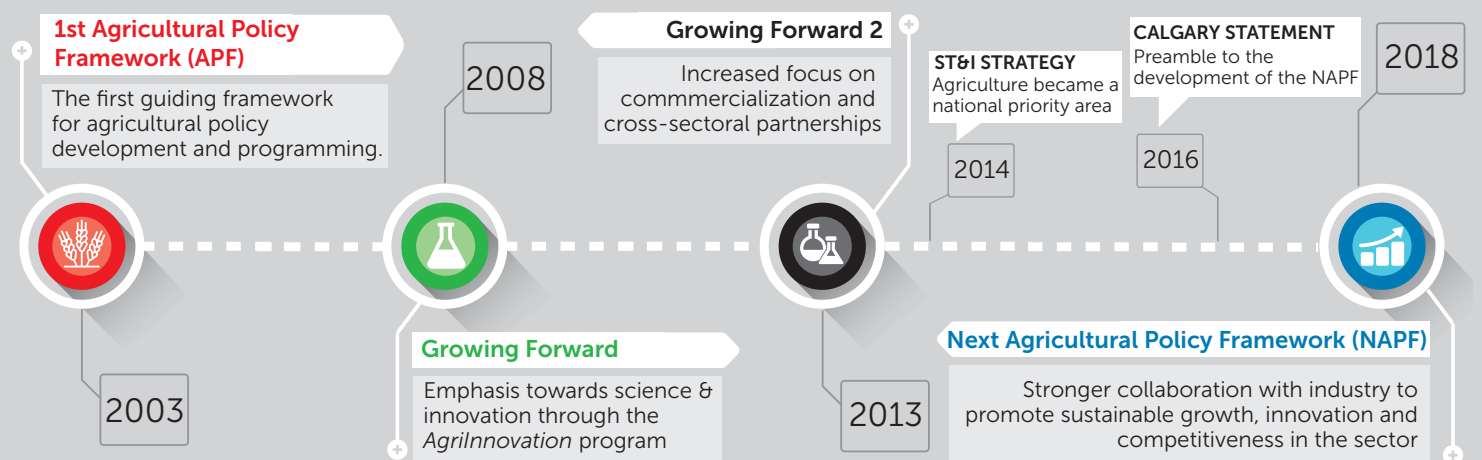 1st Agricultural Policy
Framework (APF)
The first guiding framework
for agricultural policy
development and programming.
2003
2008
Growing Forward
Emphasis towards science &
innovation through the
AgriInnovation program
Growing Forward 2
Increased focus on
commmercialization and
cross-sectoral partnerships
2013
ST&I STRATEGY
Agriculture became a
national priority area
2014
CALGARY STATEMENT
Preamble to the
development of the NAPF
2016
2018
Next Agricultural Policy Framework (NAPF)
Stronger collaboration with industry to
promote sustainable growth, innovation and
competitiveness in the sector